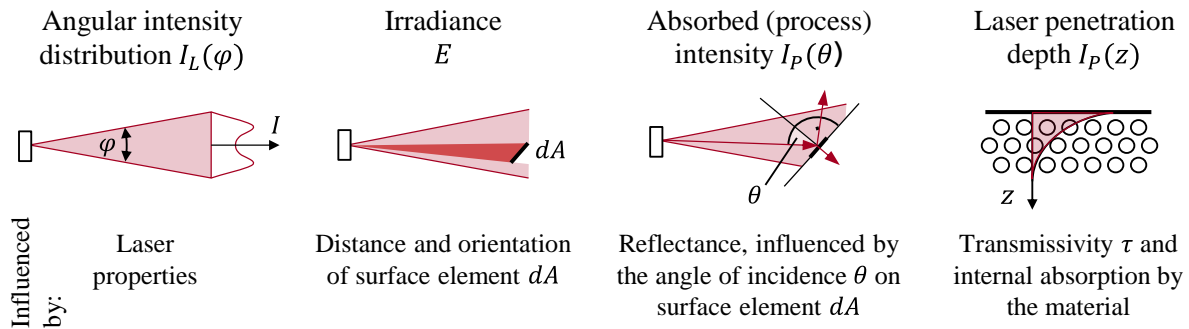 Angular intensity
distribution I_L(φ)
Irradiance
E
Absorbed (process)
intensity I_P(θ)
Laser penetration
depth I_P(z)
φ
I
dA
θ
z
Influenced
by:
Laser
properties
Distance and orientation
of surface element dA
Reflectance, influenced by
the angle of incidence θ on
surface element dA
Transmissivity τ and
internal absorption by
the material